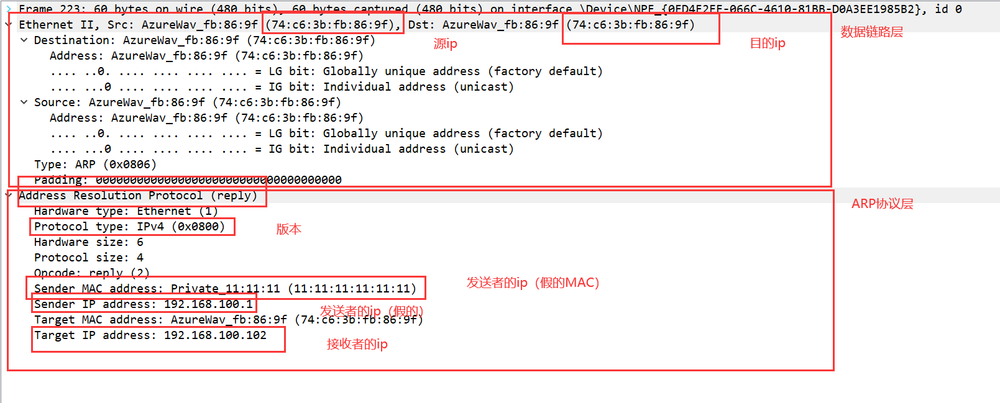 Frame 223: 60 bytes on wire (480 bits), 60 bytes captured (480 bits) on interface \Device\NPF_{0ED4F2EE-066C-4610-81BB-D0A3EE1985B2}, id 0
Ethernet II, Src: AzureWav_fb:86:9f (74:c6:3b:fb:86:9f), Dst: AzureWav_fb:86:9f (74:c6:3b:fb:86:9f)
数据链路层
Destination: AzureWav_fb:86:9f (74:c6:3b:fb:86:9f)
源ip
目的ip
Address: AzureWav_fb:86:9f (74:c6:3b:fb:86:9f)
.... ..0. .... .... .... .... = LG bit: Globally unique address (factory default)
.... ...0 .... .... .... .... = IG bit: Individual address (unicast)
Source: AzureWav_fb:86:9f (74:c6:3b:fb:86:9f)
Address: AzureWav_fb:86:9f (74:c6:3b:fb:86:9f)
.... ..0. .... .... .... .... = LG bit: Globally unique address (factory default)
.... ...0 .... .... .... .... = IG bit: Individual address (unicast)
Type: ARP (0x0806)
Padding: 000000000000000000000000000000000000
Address Resolution Protocol (reply)
ARP协议层
Hardware type: Ethernet (1)
Protocol type: IPv4 (0x0800)
版本
Hardware size: 6
Protocol size: 4
Opcode: reply (2)
Sender MAC address: Private_11:11:11 (11:11:11:11:11:11)
发送者的ip（假的MAC）
Sender IP address: 192.168.100.1
发送者的ip（假的）
Target MAC address: AzureWav_fb:86:9f (74:c6:3b:fb:86:9f)
Target IP address: 192.168.100.102
接收者的ip